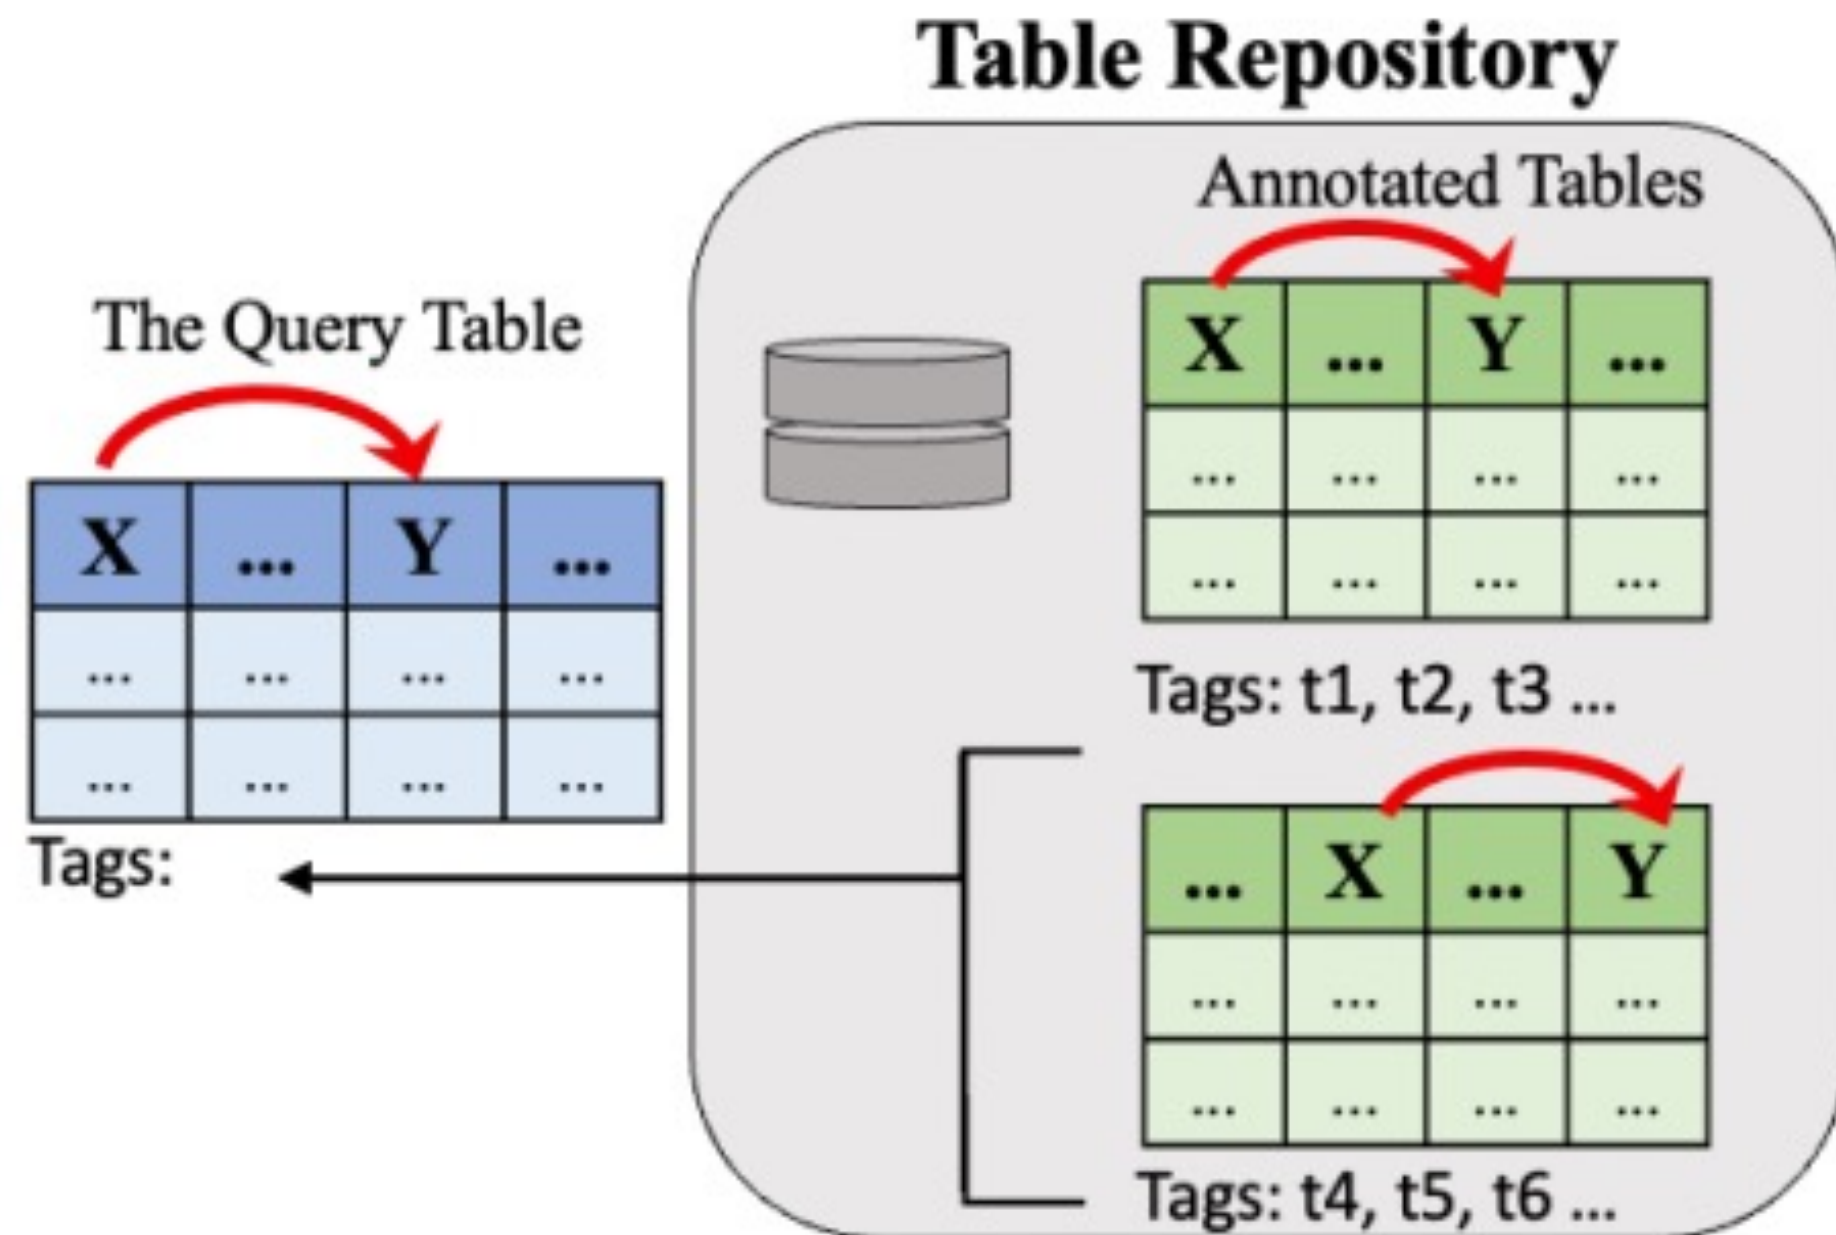 Table Repository
Annotated Tables
X ... Y ...
... ... ... ...
... ... ... ...
Tags: t1, t2, t3 ...
The Query Table
X ... Y ...
... ... ... ...
... ... ... ...
Tags:
... X ... Y
... ... ... ...
... ... ... ...
Tags: t4, t5, t6 ...